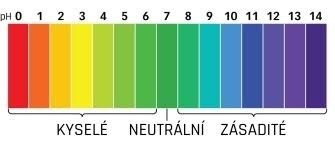 pH 0 1 2 3 4 5 6 7 8 9 10 11 12 13 14
KYSELÉ NEUTRÁLNÍ ZÁSADITÉ